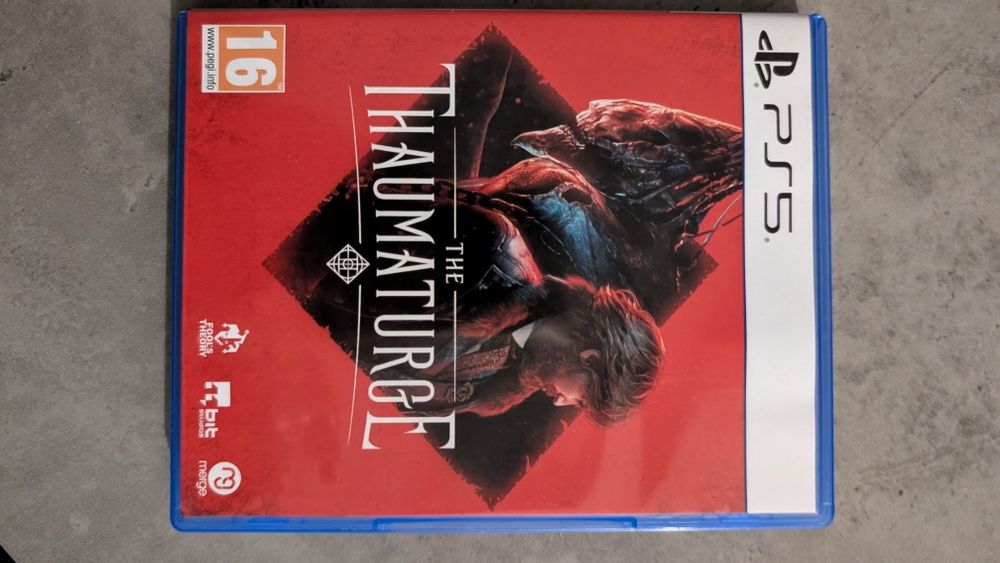 PS5
THE
THAUMATURGE
16
www.pegi.info
FOOL'S
THEORY
11 bit
STUDIOS
merge